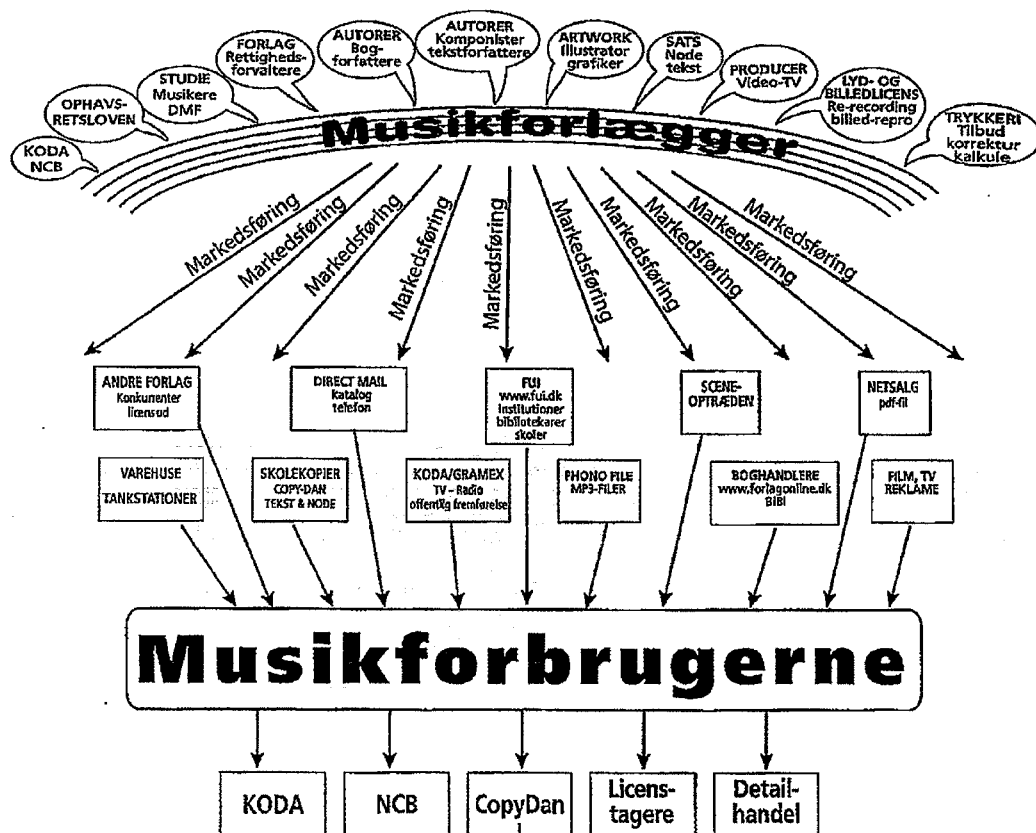 KODA
NCB
OPHAVS-
RETSLOVEN
STUDIE
Musikere
DMF
FORLAG
Rettigheds-
forvaltere
AUTORER
Bog-
forfattere
AUTORER
Komponister
tekstforfattere
ARTWORK
Illustrator
grafiker
SATS
Node
tekst
PRODUCER
Video-TV
LYD- OG
BILLEDLICENS
Re-recording
billed-repro
TRYKKERI
Tilbud
korrektur
kalkule
Musikforlægger
Markedsføring
Markedsføring
Markedsføring
Markedsføring
Markedsføring
Markedsføring
Markedsføring
Markedsføring
Markedsføring
Markedsføring
ANDRE FORLAG
Konkurrenter
licensud
DIRECT MAIL
katalog
telefon
FUI
www.fui.dk
institutioner
bibilotekarer
skoler
SCENE-
OPTRÆDEN
NETSALG
pdf-fil
VAREHUSE
TANKSTATIONER
SKOLEKOPIER
COPY-DAN
TEKST & NODE
KODA/GRAMEX
TV – Radio
offentlig fremførelse
PHONO FILE
MP3-FILER
BOGHANDLERE
www.forlagonline.dk
BIBI
FILM, TV
REKLAME
Musikforbrugerne
KODA
NCB
CopyDan
Licens-
tagere
Detail-
handel